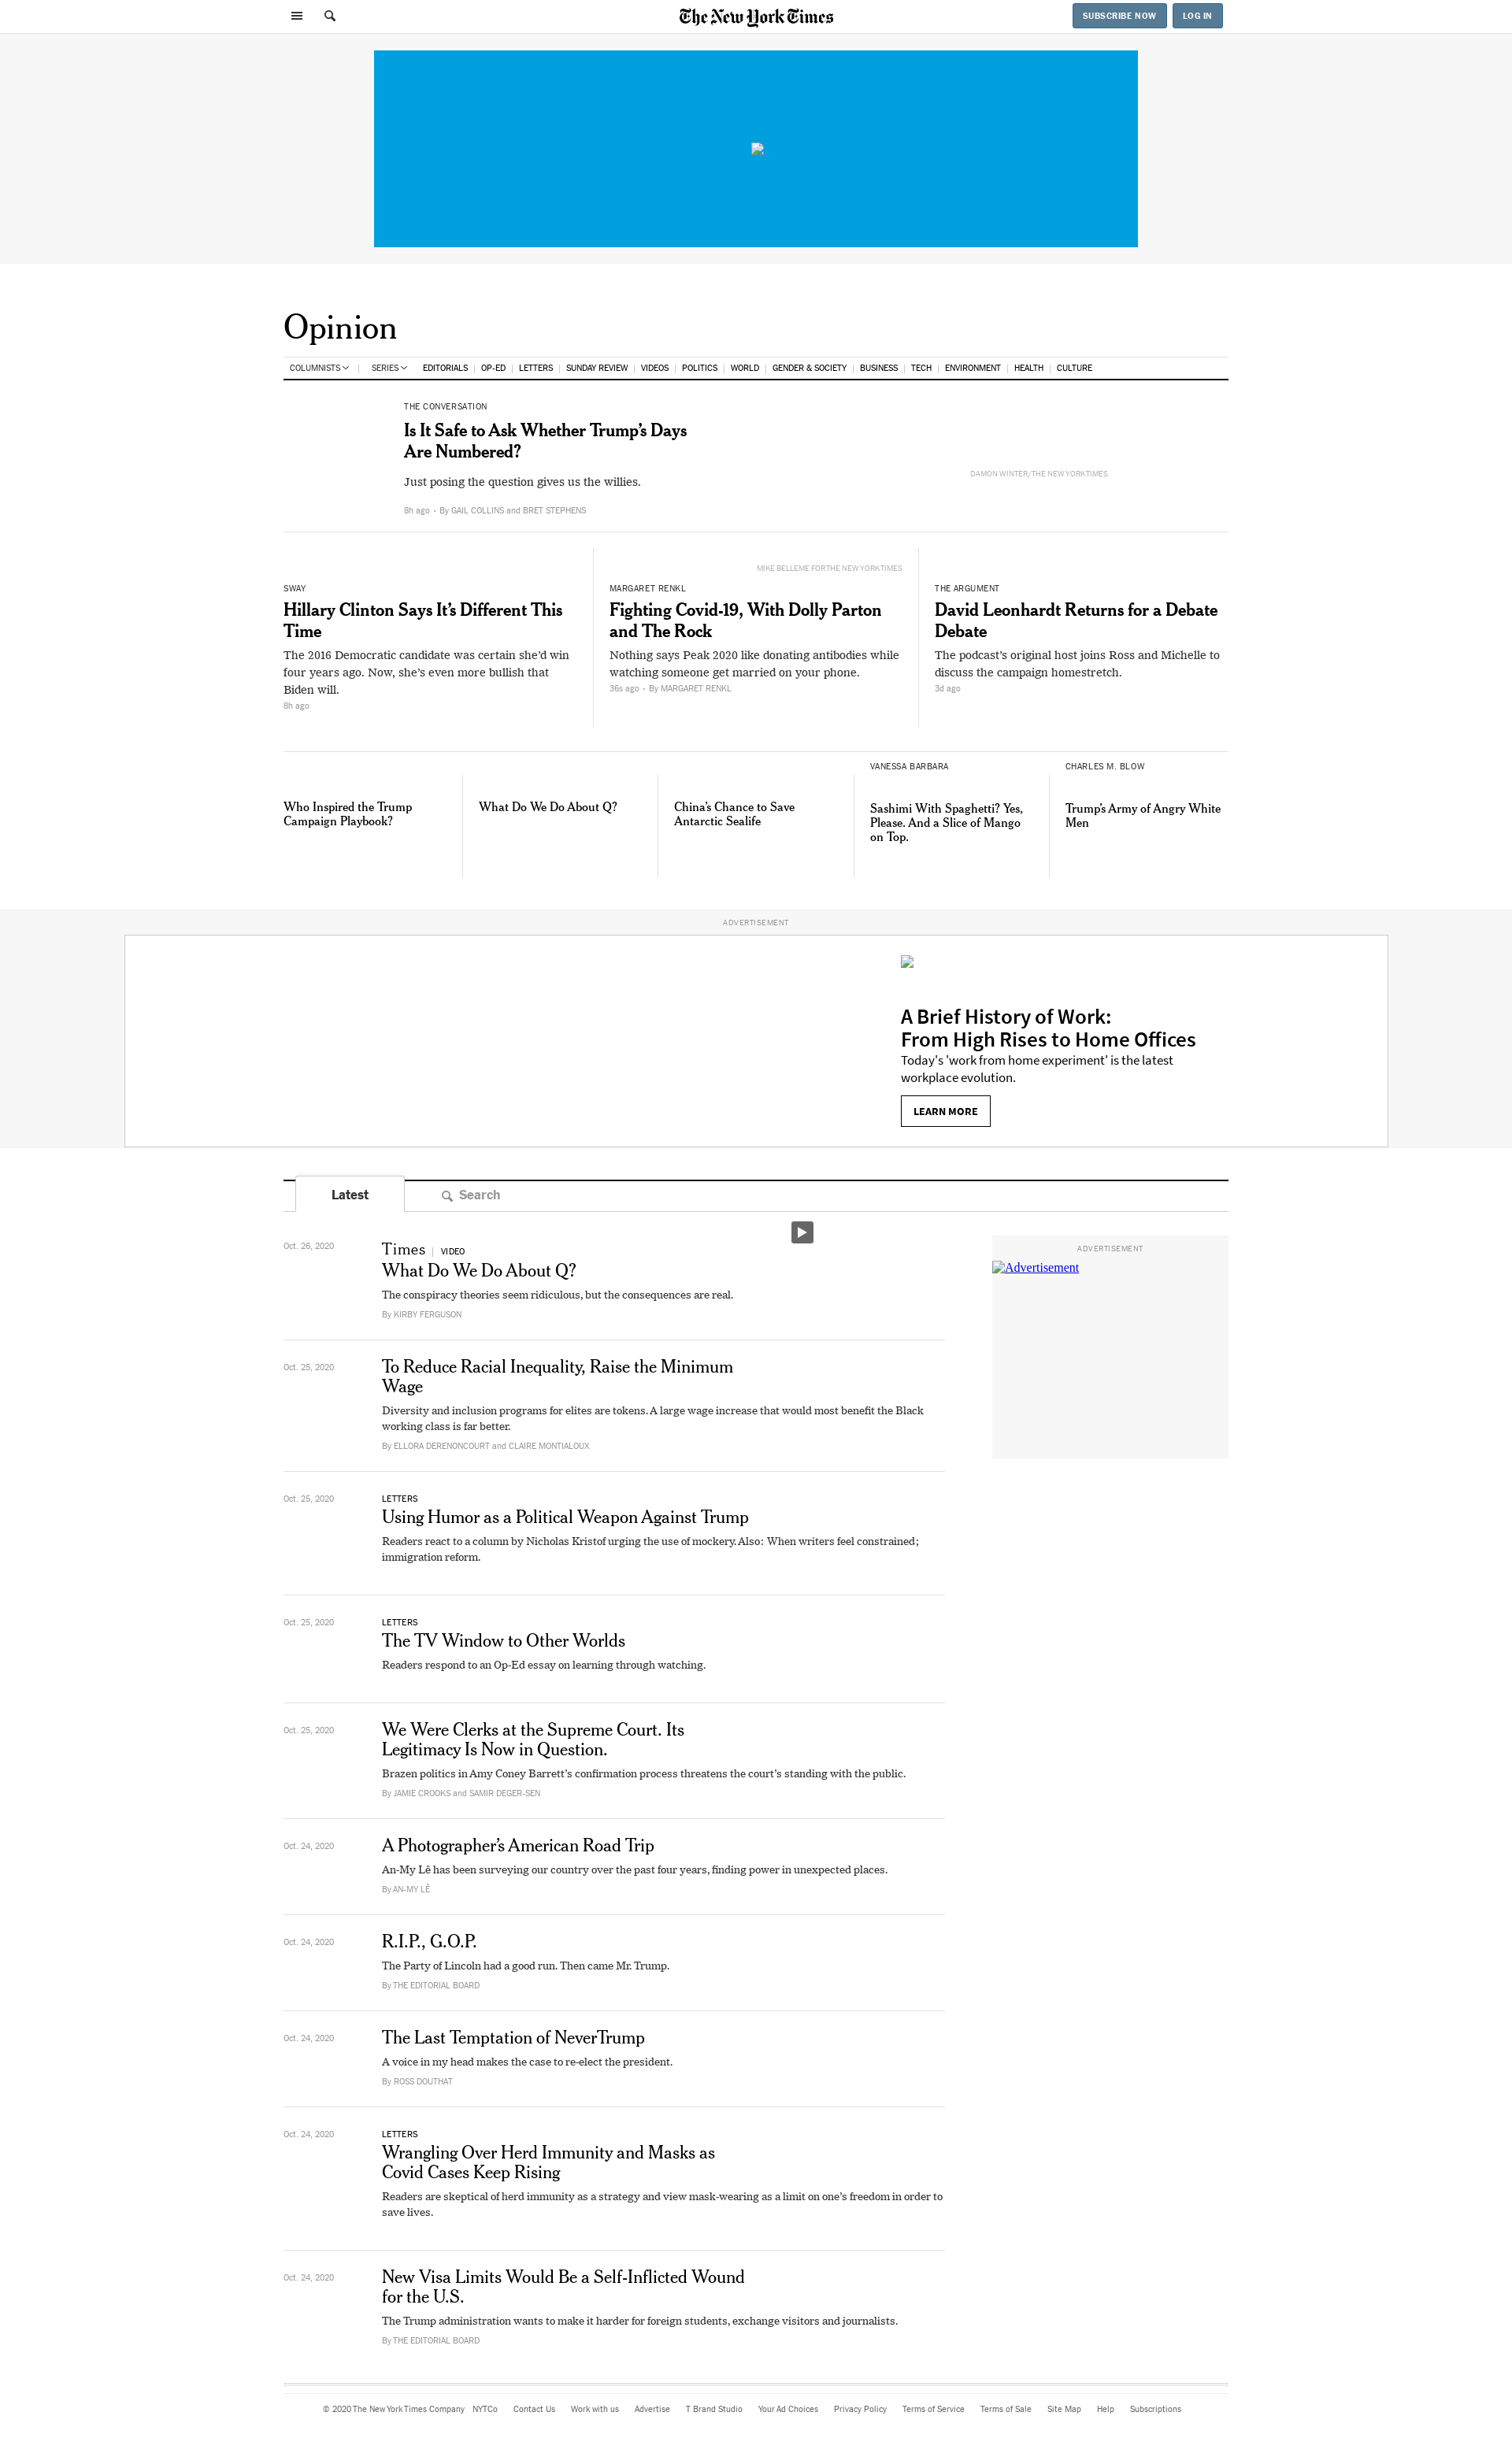 The New York Times
SUBSCRIBE NOW
LOG IN
Opinion
COLUMNISTS
SERIES
EDITORIALS
OP-ED
LETTERS
SUNDAY REVIEW
VIDEOS
POLITICS
WORLD
GENDER & SOCIETY
BUSINESS
TECH
ENVIRONMENT
HEALTH
CULTURE
THE CONVERSATION
Is It Safe to Ask Whether Trump’s Days
Are Numbered?
Just posing the question gives us the willies.
8h ago • By GAIL COLLINS and BRET STEPHENS
DAMON WINTER/THE NEW YORK TIMES
SWAY
Hillary Clinton Says It’s Different This
Time
The 2016 Democratic candidate was certain she’d win
four years ago. Now, she’s even more bullish that
Biden will.
8h ago
MIKE BELLEME FOR THE NEW YORK TIMES
MARGARET RENKL
Fighting Covid-19, With Dolly Parton
and The Rock
Nothing says Peak 2020 like donating antibodies while
watching someone get married on your phone.
36s ago • By MARGARET RENKL
THE ARGUMENT
David Leonhardt Returns for a Debate
Debate
The podcast’s original host joins Ross and Michelle to
discuss the campaign homestretch.
3d ago
Who Inspired the Trump
Campaign Playbook?
What Do We Do About Q?
China’s Chance to Save
Antarctic Sealife
VANESSA BARBARA
Sashimi With Spaghetti? Yes,
Please. And a Slice of Mango
on Top.
CHARLES M. BLOW
Trump’s Army of Angry White
Men
ADVERTISEMENT
A Brief History of Work:
From High Rises to Home Offices
Today's 'work from home experiment' is the latest
workplace evolution.
LEARN MORE
Latest
Search
Oct. 26, 2020
Times | VIDEO
What Do We Do About Q?
The conspiracy theories seem ridiculous, but the consequences are real.
By KIRBY FERGUSON
ADVERTISEMENT
Advertisement
Oct. 25, 2020
To Reduce Racial Inequality, Raise the Minimum
Wage
Diversity and inclusion programs for elites are tokens. A large wage increase that would most benefit the Black
working class is far better.
By ELLORA DERENONCOURT and CLAIRE MONTIALOUX
Oct. 25, 2020
LETTERS
Using Humor as a Political Weapon Against Trump
Readers react to a column by Nicholas Kristof urging the use of mockery. Also: When writers feel constrained;
immigration reform.
Oct. 25, 2020
LETTERS
The TV Window to Other Worlds
Readers respond to an Op-Ed essay on learning through watching.
Oct. 25, 2020
We Were Clerks at the Supreme Court. Its
Legitimacy Is Now in Question.
Brazen politics in Amy Coney Barrett’s confirmation process threatens the court’s standing with the public.
By JAMIE CROOKS and SAMIR DEGER-SEN
Oct. 24, 2020
A Photographer’s American Road Trip
An-My Lê has been surveying our country over the past four years, finding power in unexpected places.
By AN-MY LÊ
Oct. 24, 2020
R.I.P., G.O.P.
The Party of Lincoln had a good run. Then came Mr. Trump.
By THE EDITORIAL BOARD
Oct. 24, 2020
The Last Temptation of NeverTrump
A voice in my head makes the case to re-elect the president.
By ROSS DOUTHAT
Oct. 24, 2020
LETTERS
Wrangling Over Herd Immunity and Masks as
Covid Cases Keep Rising
Readers are skeptical of herd immunity as a strategy and view mask-wearing as a limit on one’s freedom in order to
save lives.
Oct. 24, 2020
New Visa Limits Would Be a Self-Inflicted Wound
for the U.S.
The Trump administration wants to make it harder for foreign students, exchange visitors and journalists.
By THE EDITORIAL BOARD
© 2020 The New York Times Company
NYTCo
Contact Us
Work with us
Advertise
T Brand Studio
Your Ad Choices
Privacy Policy
Terms of Service
Terms of Sale
Site Map
Help
Subscriptions